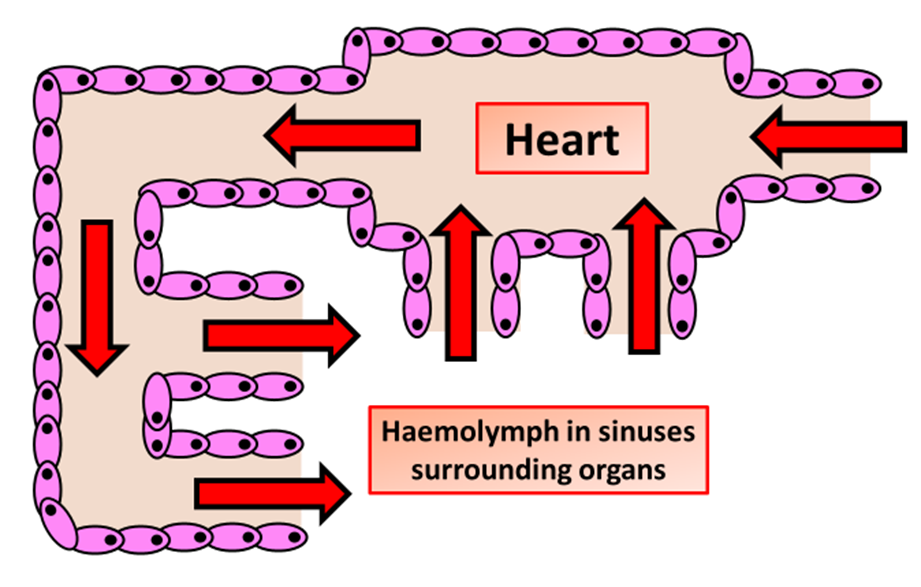 Heart
Haemolymph in sinuses
surrounding organs